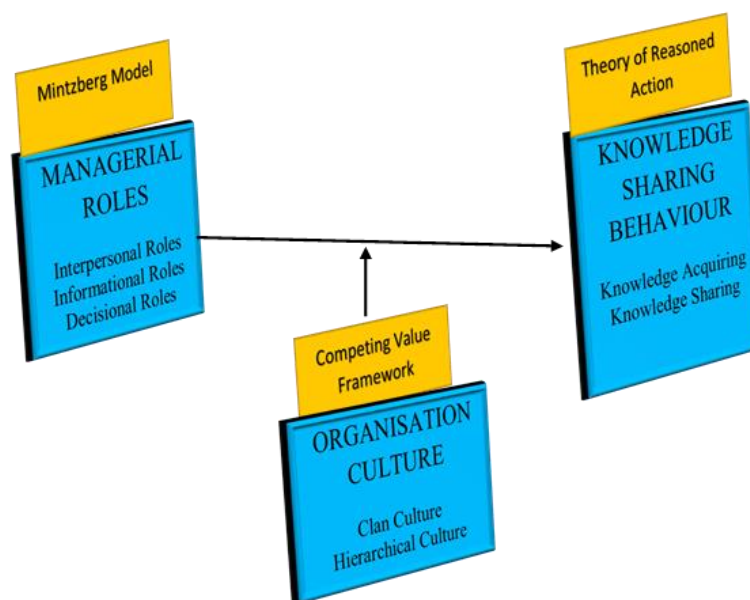 Mintzberg Model
MANAGERIAL
ROLES
Interpersonal Roles
Informational Roles
Decisional Roles
Theory of Reasoned
Action
KNOWLEDGE
SHARING
BEHAVIOUR
Knowledge Acquiring
Knowledge Sharing
Competing Value
Framework
ORGANISATION
CULTURE
Clan Culture
Hierarchical Culture